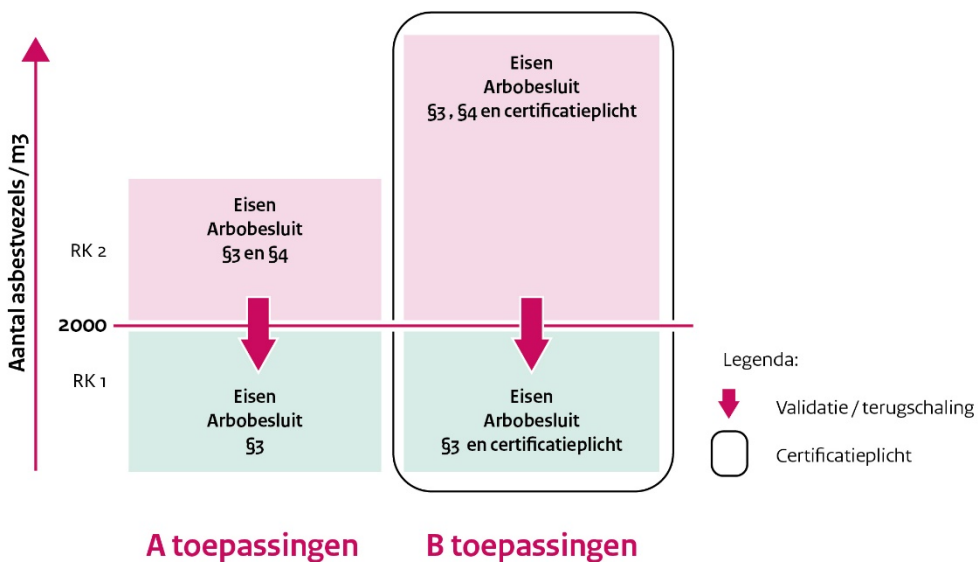 Aantal asbestvezels / m3
Eisen
Arbobesluit
§3, §4 en certificatieplicht
Eisen
Arbobesluit
§3 en §4
RK 2
2000
RK 1
Eisen
Arbobesluit
§3
Eisen
Arbobesluit
§3 en certificatieplicht
Legenda:
Validatie / terugschaling
Certificatieplicht
A toepassingen
B toepassingen